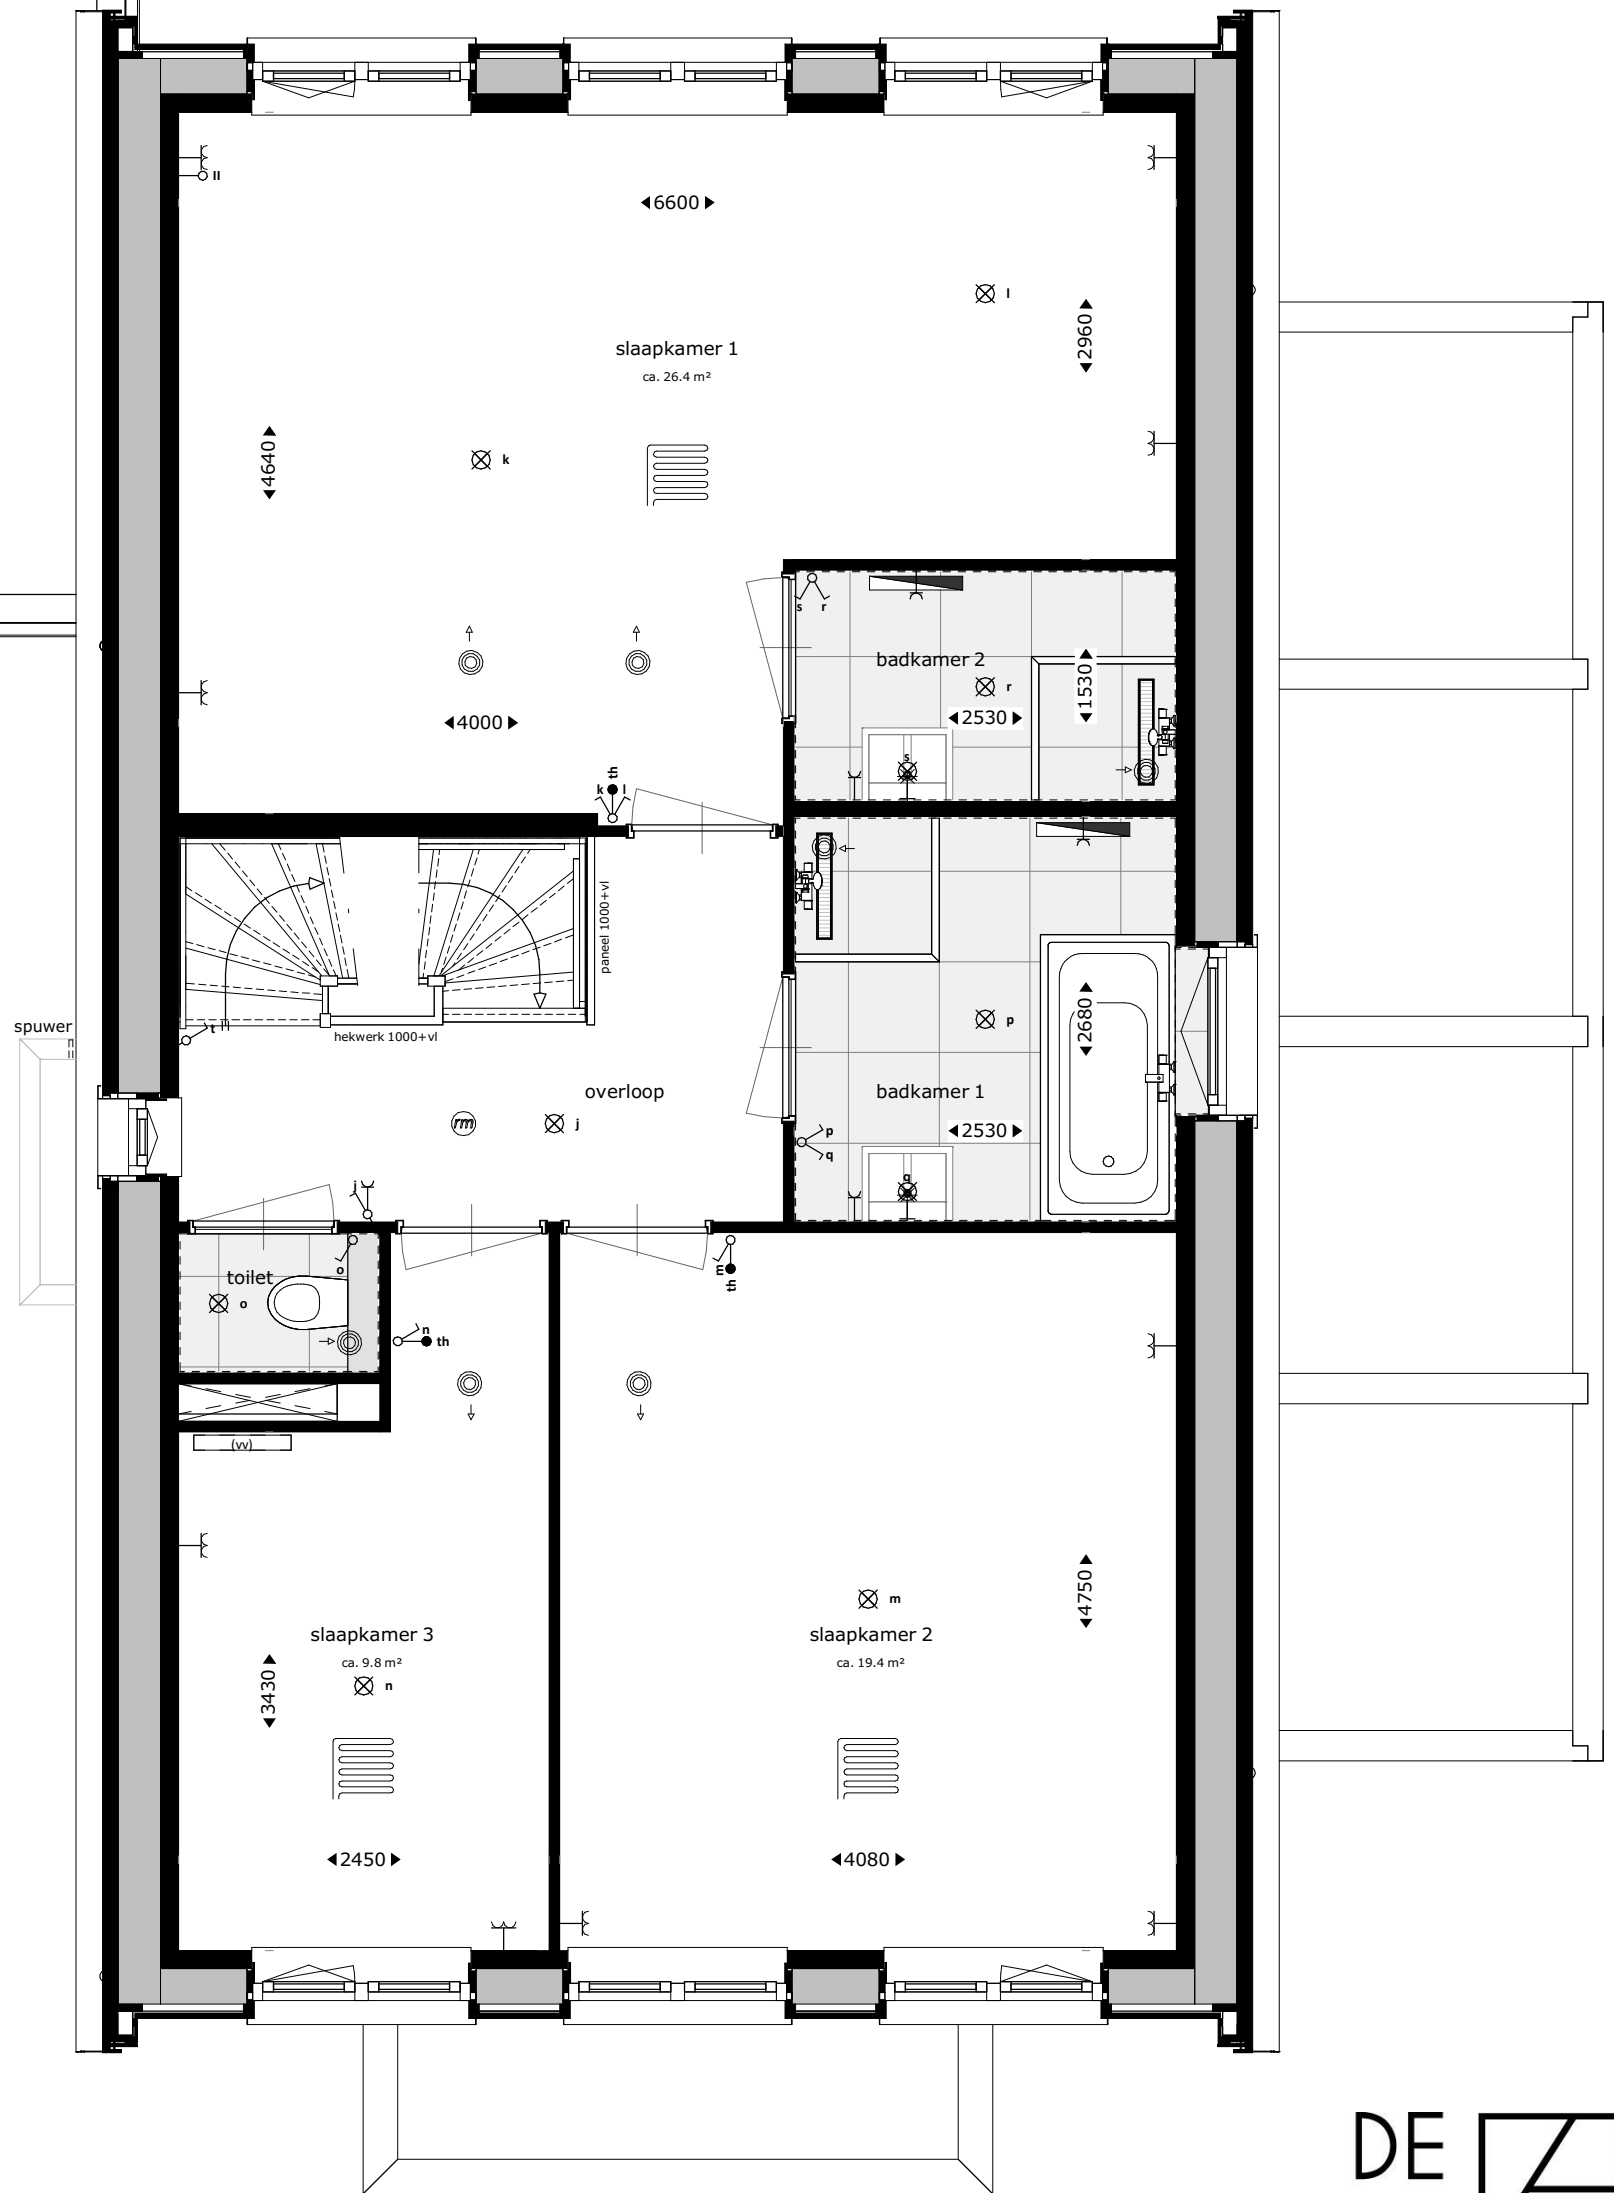 II
6600
l
2960
slaapkamer 1
ca. 26.4 m²
4640
k
s r
badkamer 2
1530
r
2530
4000
s
th
k l
paneel 1000+vl
spuwer
t
hekwerk 1000+vl
2680
p
overloop
badkamer 1
rm
j
2530
p
q
j
q
toilet
o
o
m
th
n
th
(vv)
4750
m
slaapkamer 3
ca. 9.8 m²
slaapkamer 2
ca. 19.4 m²
3430
n
2450
4080
DE